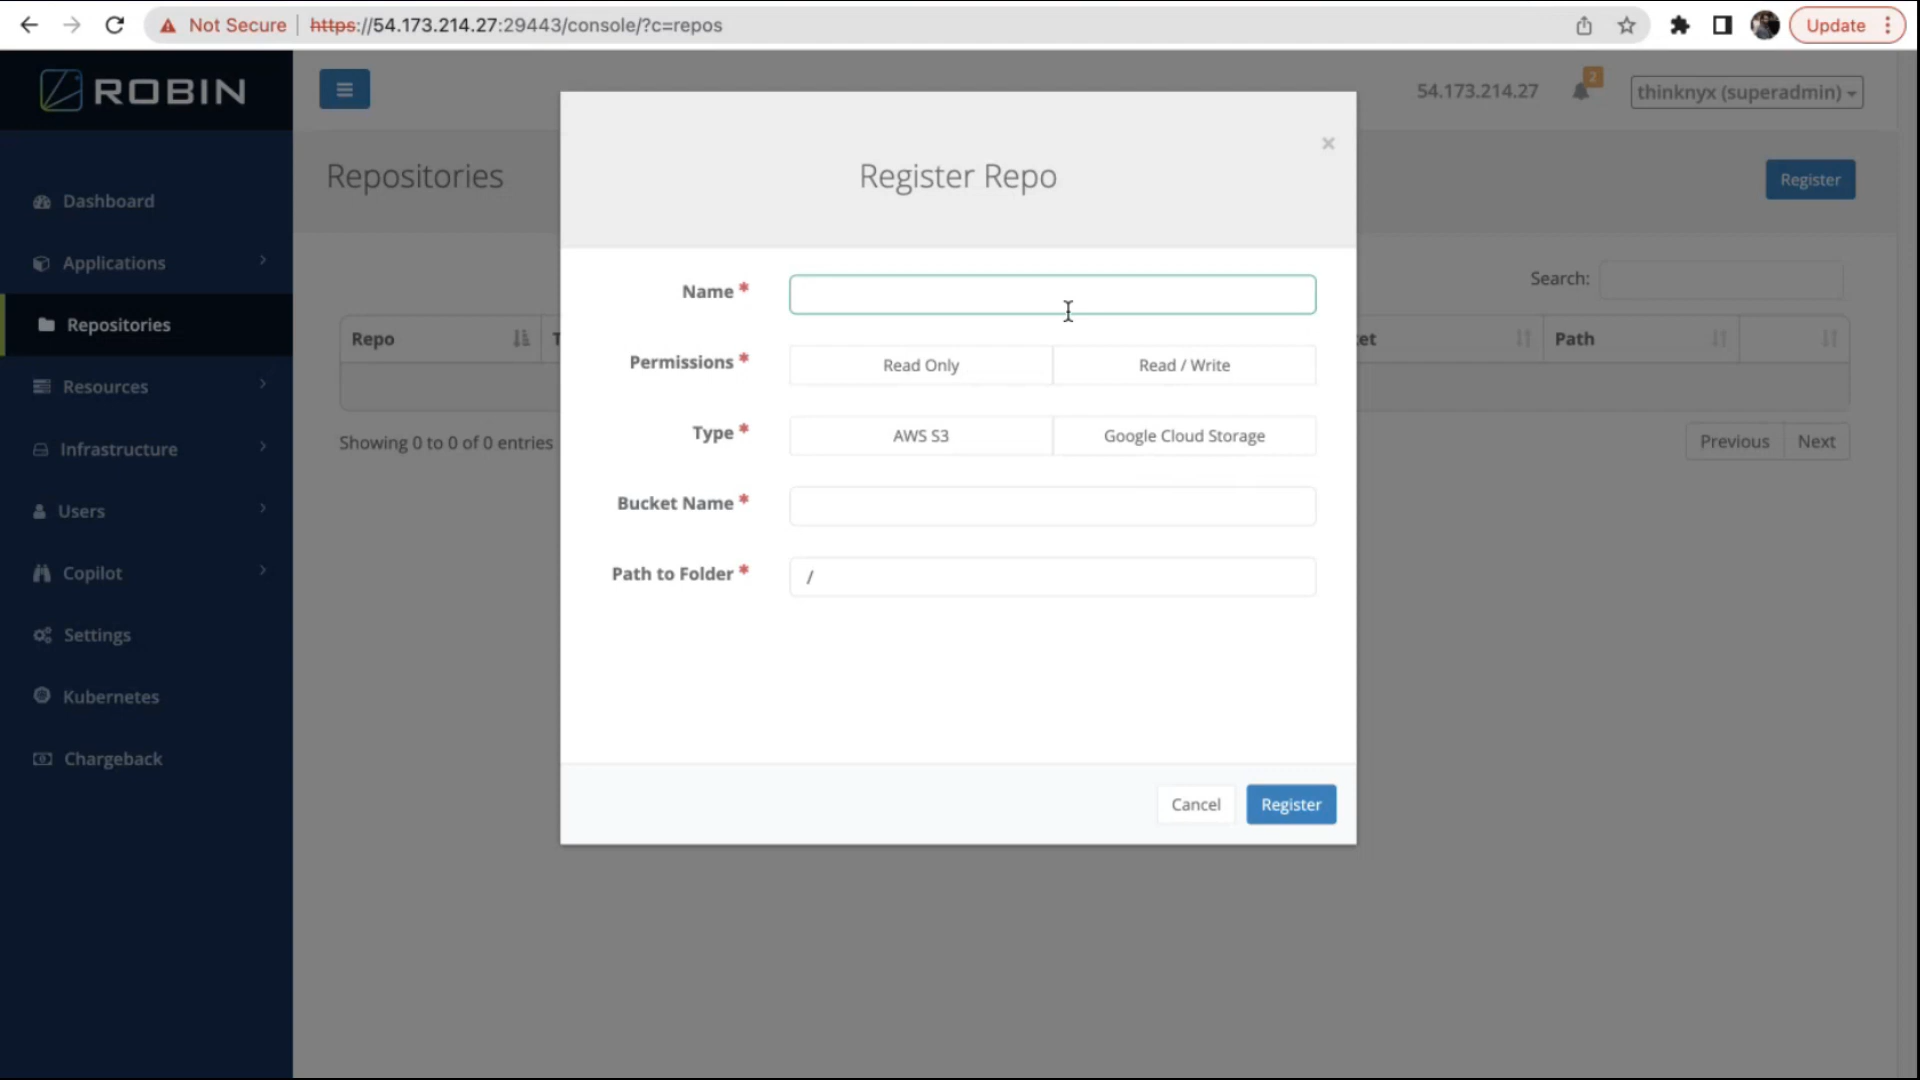 Not Secure | https://54.173.214.27:29443/console/?c=repos
Update
ROBIN
54.173.214.27
2
thinknyx (superadmin)
Dashboard
Applications
Repositories
Resources
Infrastructure
Users
Copilot
Settings
Kubernetes
Chargeback
Repositories
Register
Search:
Repo
Path
Showing 0 to 0 of 0 entries
Previous
Next
×
Register Repo
Name *
Permissions *
Read Only
Read / Write
Type *
AWS S3
Google Cloud Storage
Bucket Name *
Path to Folder *
/
Cancel
Register